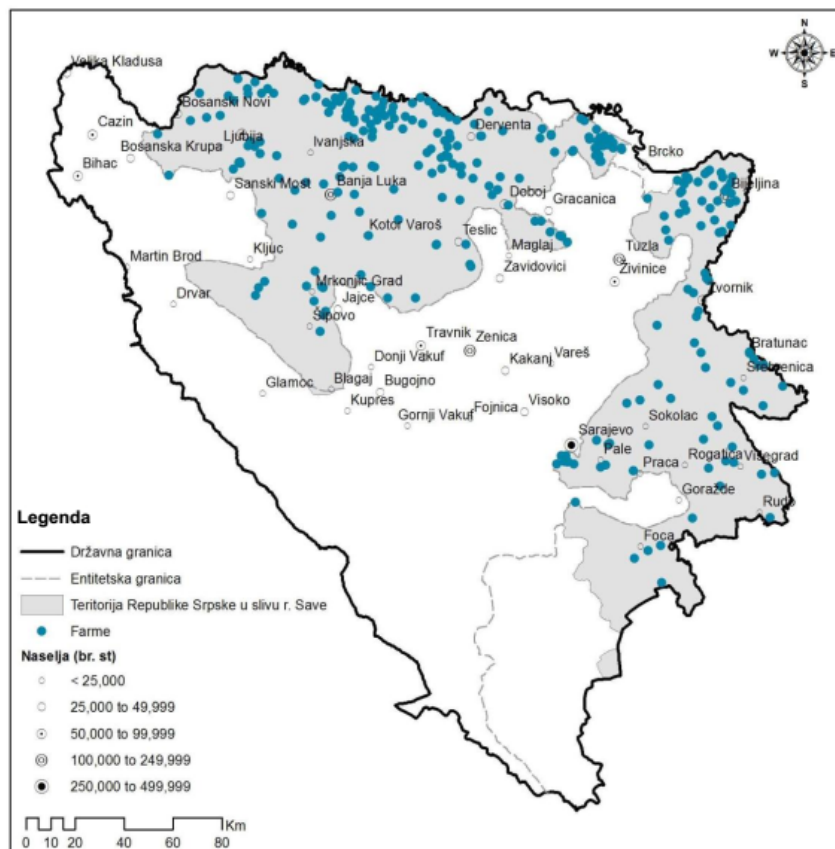 N
W
E
S
Velika Kladusa
Bosanski Novi
Cazin
Ljubija
Ivanjska
Derventa
Brcko
Bosanska Krupa
Bihac
Sanski Most
Banja Luka
Doboj
Gracanica
Bijeljina
Kotor Varoš
Teslic
Maglaj
Tuzla
Zivinice
Martin Brod
Kljuc
Zavidovici
Drvar
Mrkonjic Grad
Jajce
Zvornik
Šipovo
Travnik
Zenica
Bratunac
Donji Vakuf
Kakanj
Vareš
Srebrenica
Glamoc
Blagaj
Bugojno
Kupres
Gornji Vakuf
Fojnica
Visoko
Sokolac
Sarajevo
Pale
Praca
Rogatica
Višegrad
Goražde
Rudo
Foca
Legenda
Državna granica
Entitetska granica
Teritorija Republike Srpske u slivu r. Save
Farme
Naselja (br. st)
< 25,000
25,000 to 49,999
50,000 to 99,999
100,000 to 249,999
250,000 to 499,999
Km
0 10 20 40 60 80